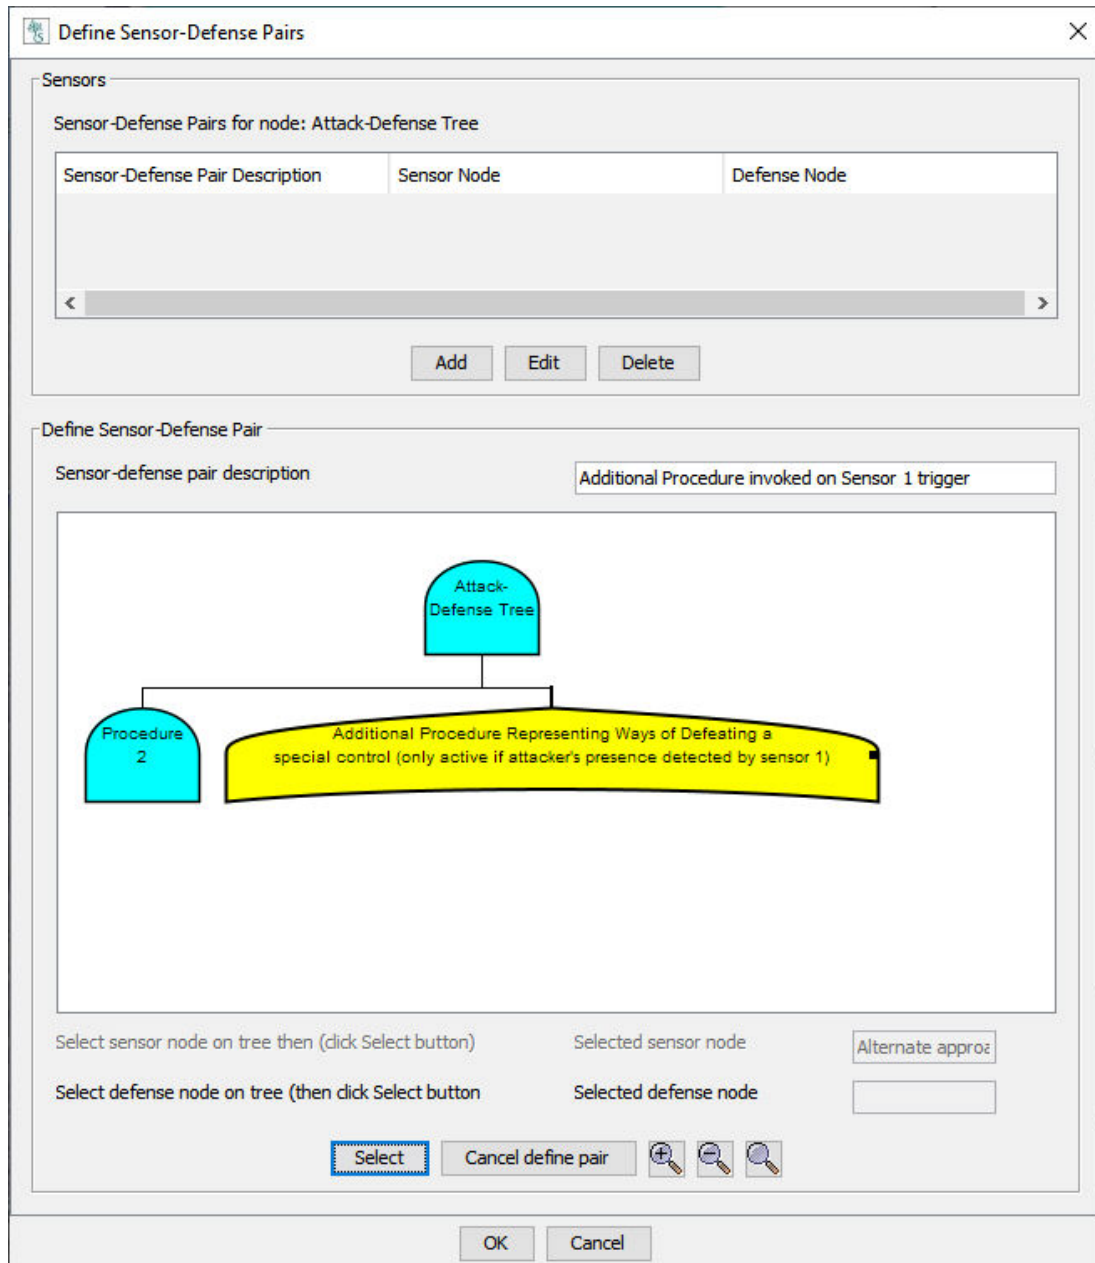 Define Sensor-Defense Pairs
Sensors
Sensor-Defense Pairs for node: Attack-Defense Tree
Sensor-Defense Pair Description Sensor Node Defense Node
Add Edit Delete
Define Sensor-Defense Pair
Sensor-defense pair description Additional Procedure invoked on Sensor 1 trigger
Attack-
Defense Tree
Procedure
2
Additional Procedure Representing Ways of Defeating a
special control (only active if attacker's presence detected by sensor 1)
Select sensor node on tree then (click Select button) Selected sensor node Alternate approa
Select defense node on tree (then click Select button Selected defense node
Select Cancel define pair
OK Cancel